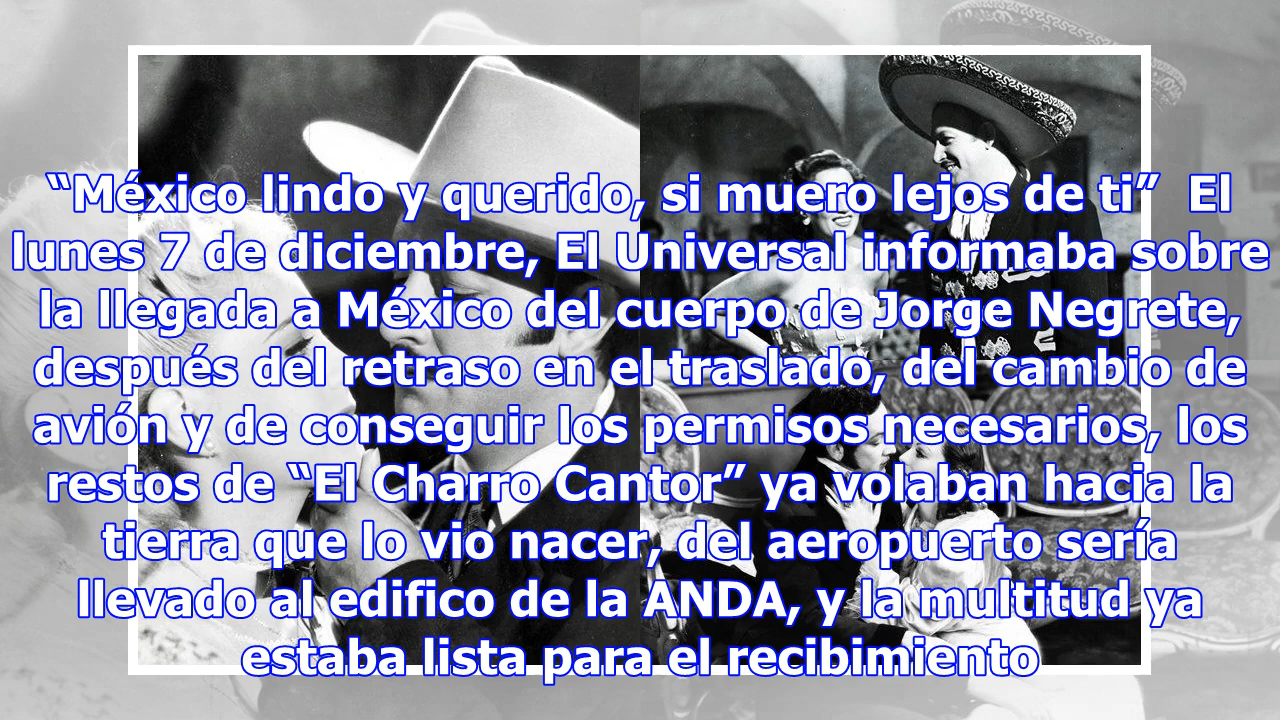 “México lindo y querido, si muero lejos de ti”  El
lunes 7 de diciembre, El Universal informaba sobre
la llegada a México del cuerpo de Jorge Negrete,
después del retraso en el traslado, del cambio de
avión y de conseguir los permisos necesarios, los
restos de “El Charro Cantor” ya volaban hacia la
tierra que lo vio nacer, del aeropuerto sería
llevado al edifico de la ANDA, y la multitud ya
estaba lista para el recibimiento